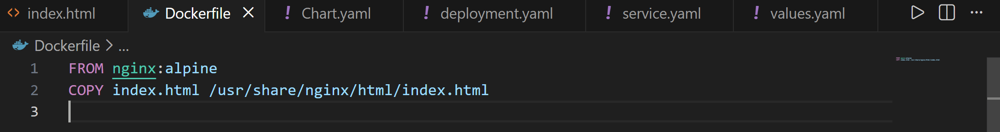 index.html Dockerfile Chart.yaml deployment.yaml service.yaml values.yaml
Dockerfile > ...
1 FROM nginx:alpine
2 COPY index.html /usr/share/nginx/html/index.html
3